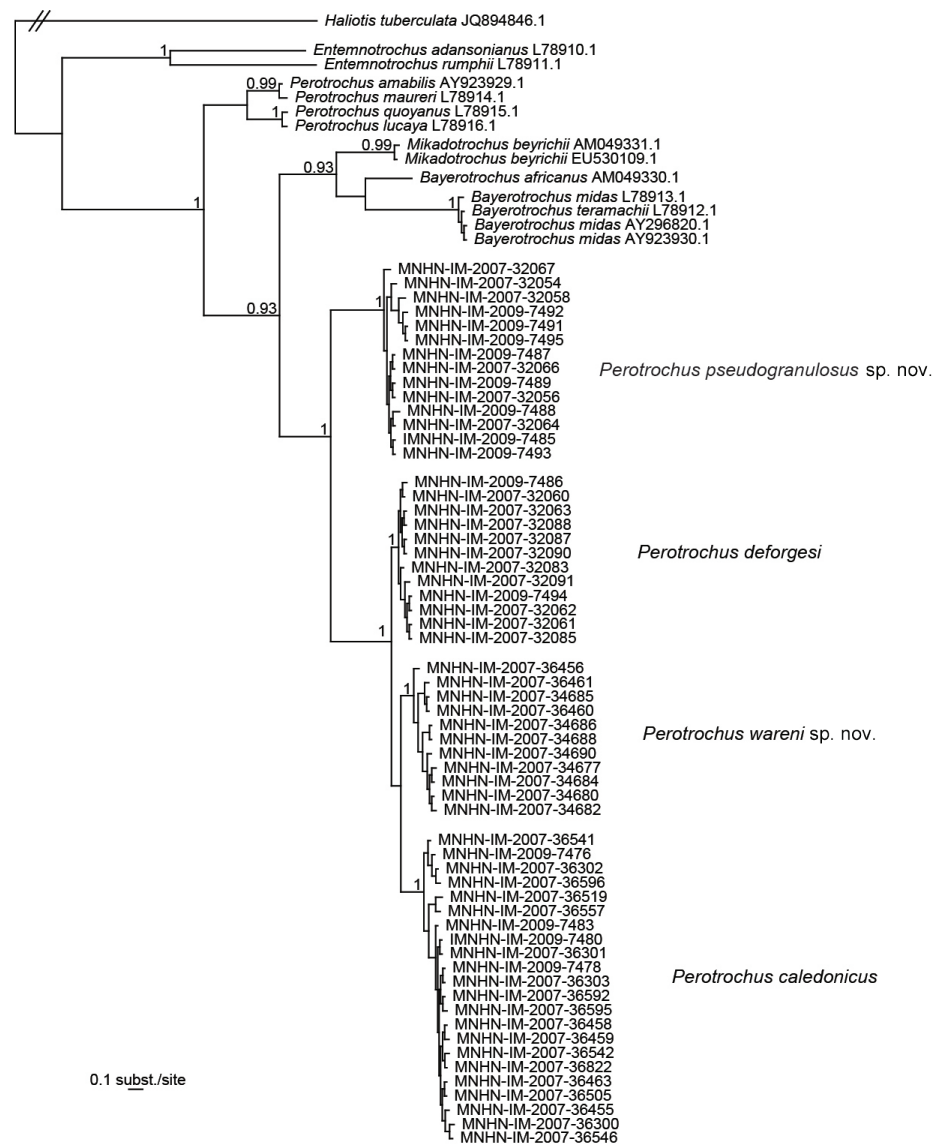 Haliotis tuberculata JQ894846.1
1
Entemnotrochus adansonianus L78910.1
Entemnotrochus rumphii L78911.1
0.99
Perotrochus amabilis AY923929.1
Perotrochus maureri L78914.1
1
Perotrochus quoyanus L78915.1
Perotrochus lucaya L78916.1
0.99
Mikadotrochus beyrichii AM049331.1
Mikadotrochus beyrichii EU530109.1
0.93
Bayerotrochus africanus AM049330.1
1
1
Bayerotrochus midas L78913.1
Bayerotrochus teramachii L78912.1
Bayerotrochus midas AY296820.1
Bayerotrochus midas AY923930.1
MNHN-IM-2007-32067
MNHN-IM-2007-32054
0.93
1
MNHN-IM-2007-32058
MNHN-IM-2009-7492
MNHN-IM-2009-7491
MNHN-IM-2009-7495
MNHN-IM-2009-7487
MNHN-IM-2007-32066
Perotrochus pseudogranulosus sp. nov.
MNHN-IM-2009-7489
MNHN-IM-2007-32056
MNHN-IM-2009-7488
MNHN-IM-2007-32064
1
IMNHN-IM-2009-7485
MNHN-IM-2009-7493
MNHN-IM-2009-7486
MNHN-IM-2007-32060
MNHN-IM-2007-32063
MNHN-IM-2007-32088
1
MNHN-IM-2007-32087
MNHN-IM-2007-32090
Perotrochus deforgesi
MNHN-IM-2007-32083
MNHN-IM-2007-32091
MNHN-IM-2009-7494
MNHN-IM-2007-32062
1
MNHN-IM-2007-32061
MNHN-IM-2007-32085
MNHN-IM-2007-36456
MNHN-IM-2007-36461
1
MNHN-IM-2007-34685
MNHN-IM-2007-36460
MNHN-IM-2007-34686
MNHN-IM-2007-34688
Perotrochus wareni sp. nov.
MNHN-IM-2007-34690
MNHN-IM-2007-34677
MNHN-IM-2007-34684
MNHN-IM-2007-34680
MNHN-IM-2007-34682
MNHN-IM-2007-36541
MNHN-IM-2009-7476
MNHN-IM-2007-36302
1
MNHN-IM-2007-36596
MNHN-IM-2007-36519
MNHN-IM-2007-36557
MNHN-IM-2009-7483
IMNHN-IM-2009-7480
MNHN-IM-2007-36301
MNHN-IM-2009-7478
Perotrochus caledonicus
MNHN-IM-2007-36303
MNHN-IM-2007-36592
MNHN-IM-2007-36595
MNHN-IM-2007-36458
MNHN-IM-2007-36459
MNHN-IM-2007-36542
MNHN-IM-2007-36822
MNHN-IM-2007-36463
MNHN-IM-2007-36505
MNHN-IM-2007-36455
MNHN-IM-2007-36300
MNHN-IM-2007-36546
0.1 subst./site